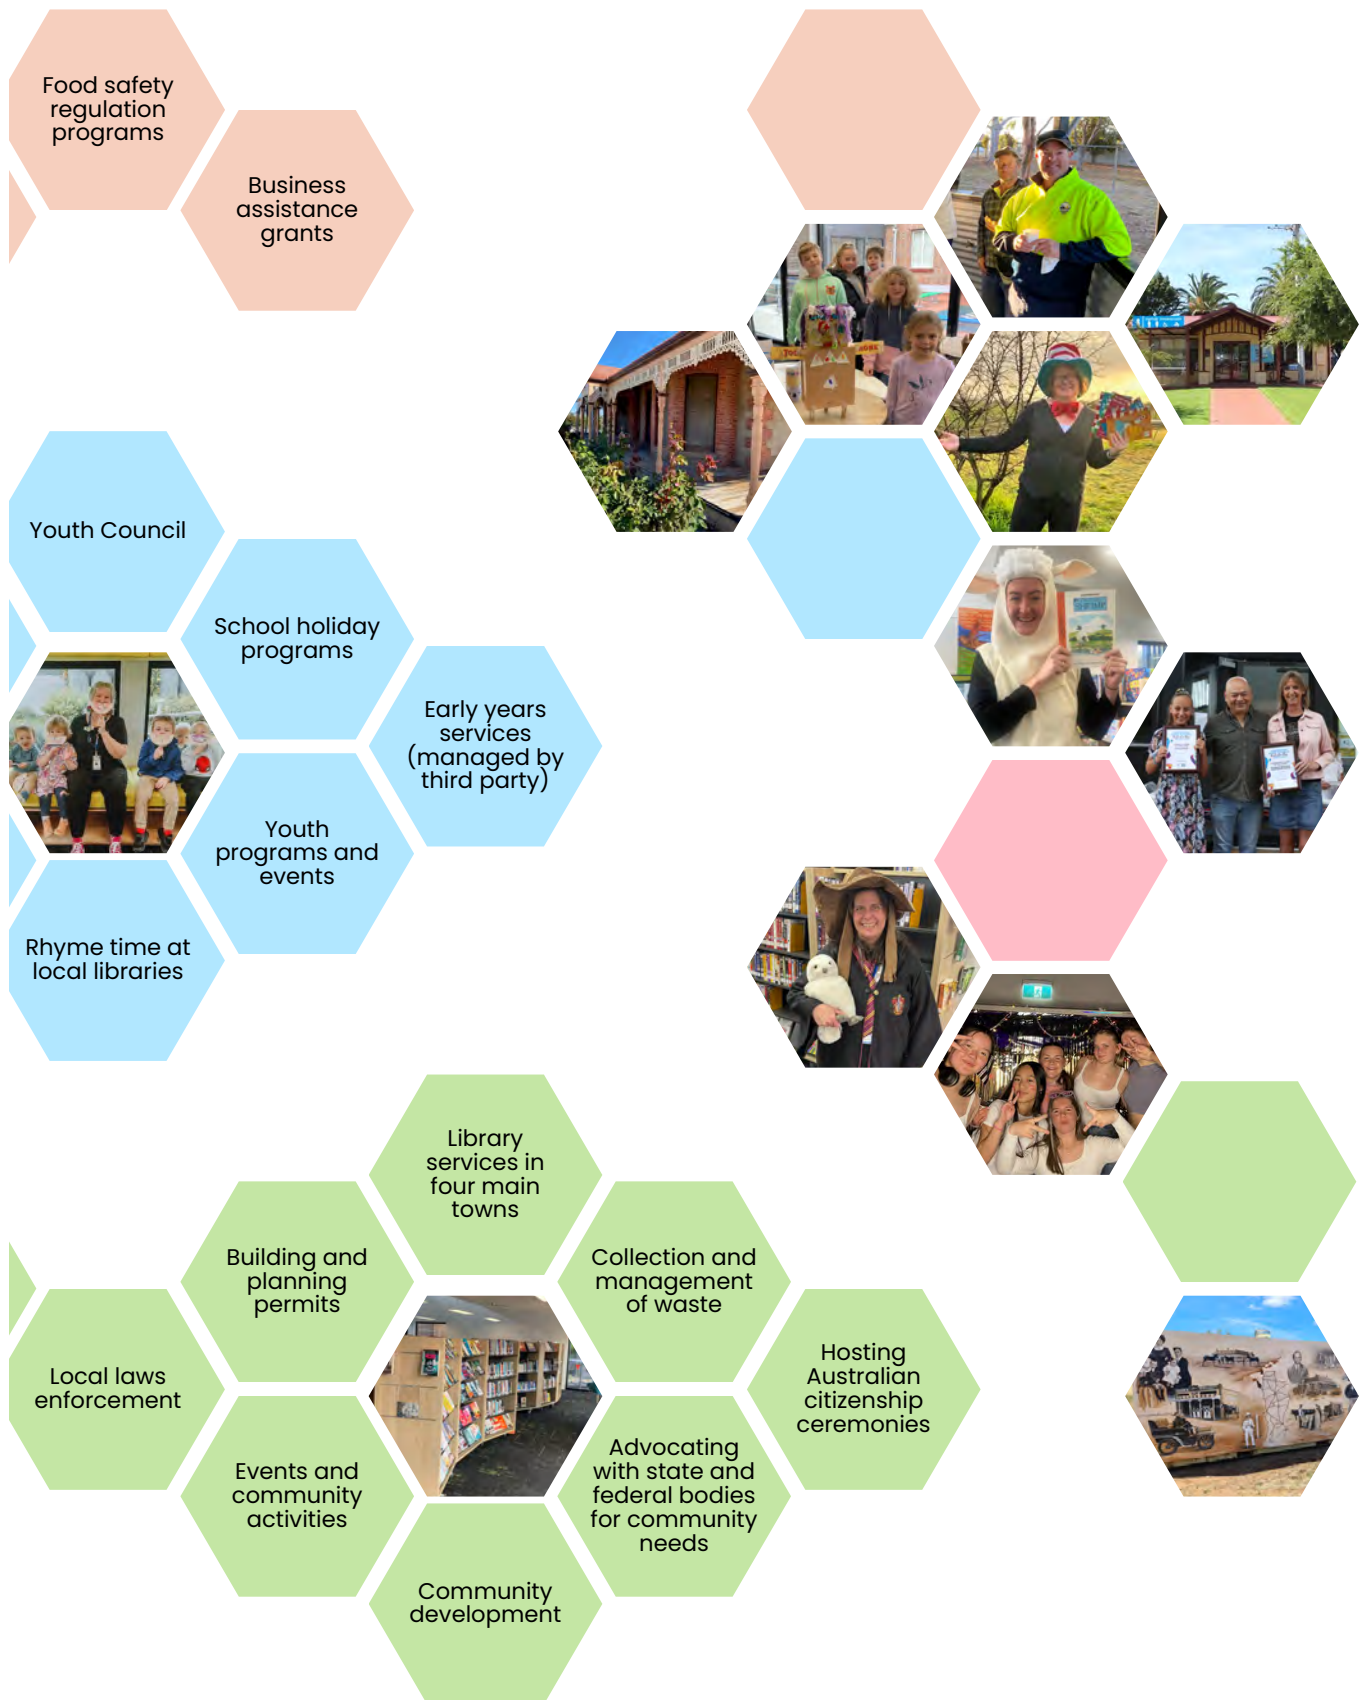 Food safety
regulation
programs
Business
assistance
grants
Youth Council
School holiday
programs
Early years
services
(managed by
third party)
Youth
programs and
events
Rhyme time at
local libraries
Library
services in
four main
towns
Building and
planning
permits
Collection and
management
of waste
Local laws
enforcement
Hosting
Australian
citizenship
ceremonies
Events and
community
activities
Advocating
with state and
federal bodies
for community
needs
Community
development